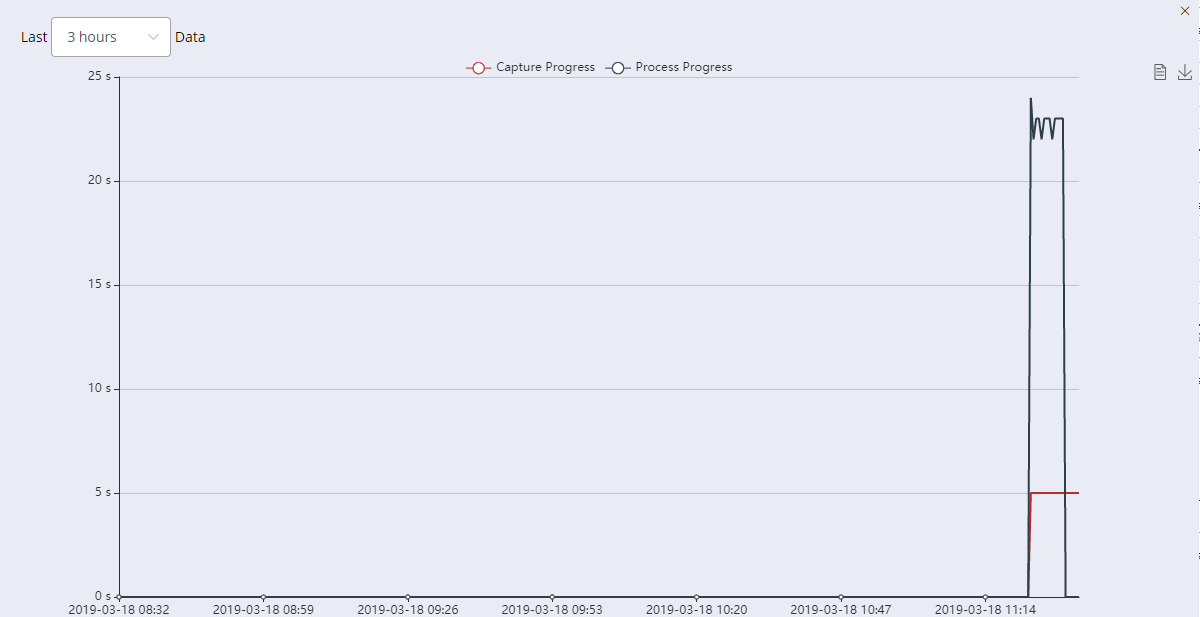 Last 3 hours Data
Capture Progress Process Progress
25 s
20 s
15 s
10 s
5 s
0 s
2019-03-18 08:32 2019-03-18 08:59 2019-03-18 09:26 2019-03-18 09:53 2019-03-18 10:20 2019-03-18 10:47 2019-03-18 11:14